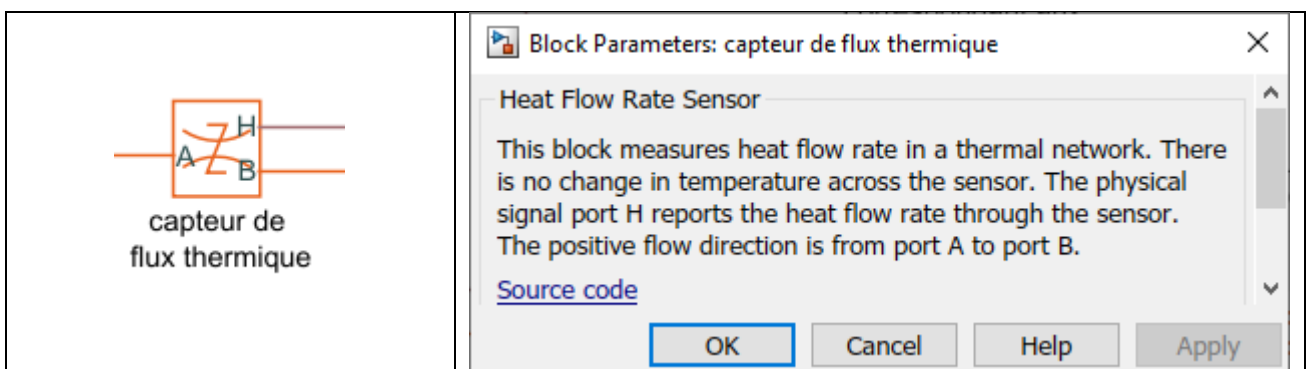 H
A
B
capteur de
flux thermique
Block Parameters: capteur de flux thermique
Heat Flow Rate Sensor
This block measures heat flow rate in a thermal network. There
is no change in temperature across the sensor. The physical
signal port H reports the heat flow rate through the sensor.
The positive flow direction is from port A to port B.
Source code
OK Cancel Help Apply